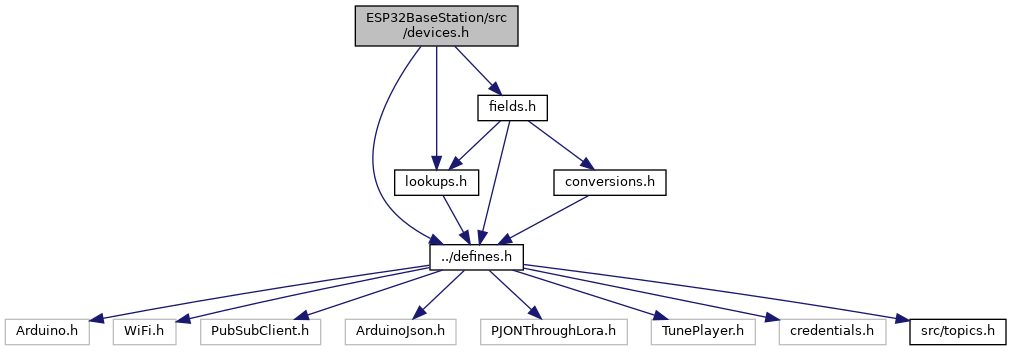 ESP32BaseStation/src
/devices.h
fields.h
lookups.h
conversions.h
../defines.h
Arduino.h
WiFi.h
PubSubClient.h
ArduinoJson.h
PJONThroughLora.h
TunePlayer.h
credentials.h
src/topics.h